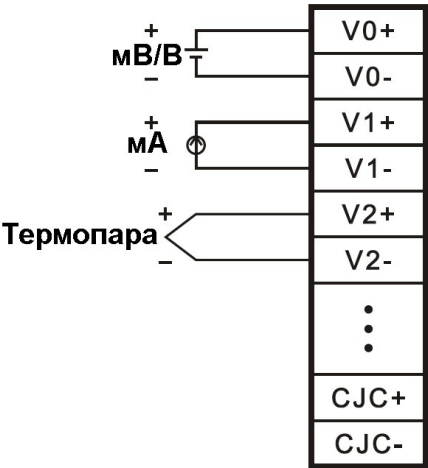 + V0+
мВ/В
− V0-
+ V1+
мА
− V1-
+ V2+
Термопара
− V2-
CJC+
CJC-